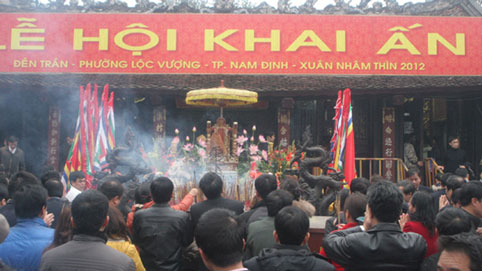 LỄ HỘI KHAI ẤN
ĐỀN TRẦN - PHƯỜNG LỘC VƯỢNG - TP. NAM ĐỊNH - XUÂN NHÂM THÌN 2012